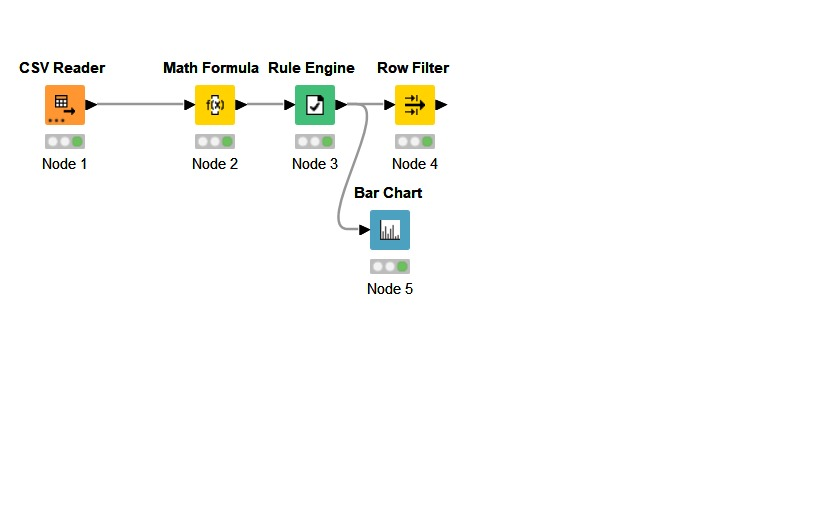 CSV Reader
Math Formula
Rule Engine
Row Filter
f(x)
Node 1
Node 2
Node 3
Node 4
Bar Chart
Node 5